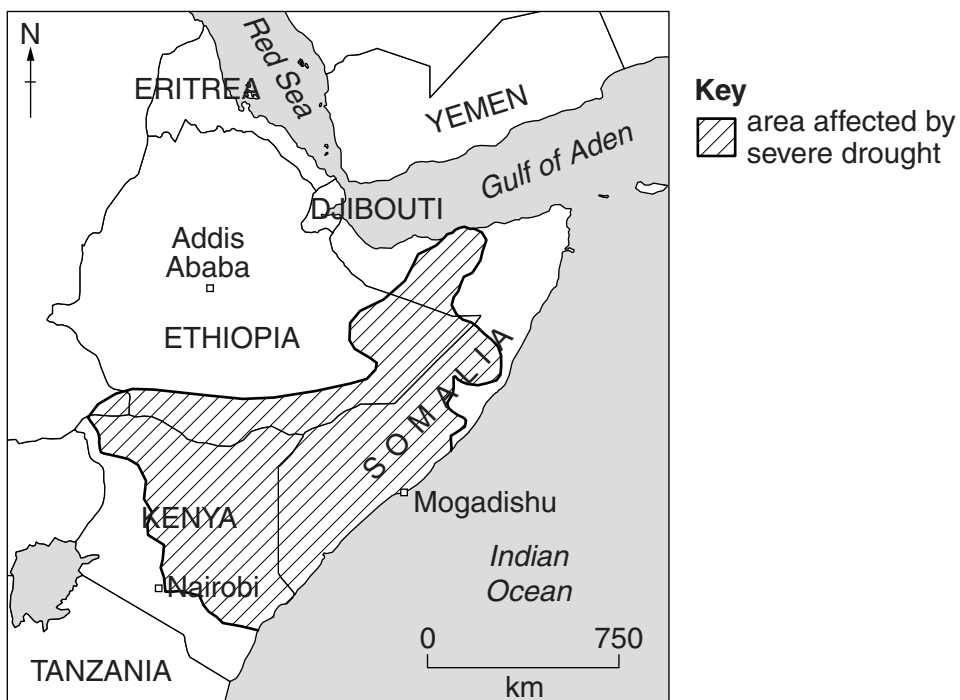 N
Red Sea
ERITREA
YEMEN
Gulf of Aden
DJIBOUTI
Addis
Ababa
ETHIOPIA
SOMALIA
Mogadishu
KENYA
Nairobi
Indian
Ocean
TANZANIA
0 750
km
Key
area affected by
severe drought